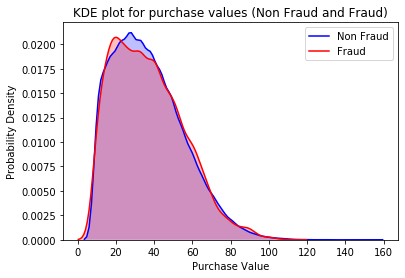 KDE plot for purchase values (Non Fraud and Fraud)
Non Fraud
Fraud
Probability Density
0.0200
0.0175
0.0150
0.0125
0.0100
0.0075
0.0050
0.0025
0.0000
0 20 40 60 80 100 120 140 160
Purchase Value